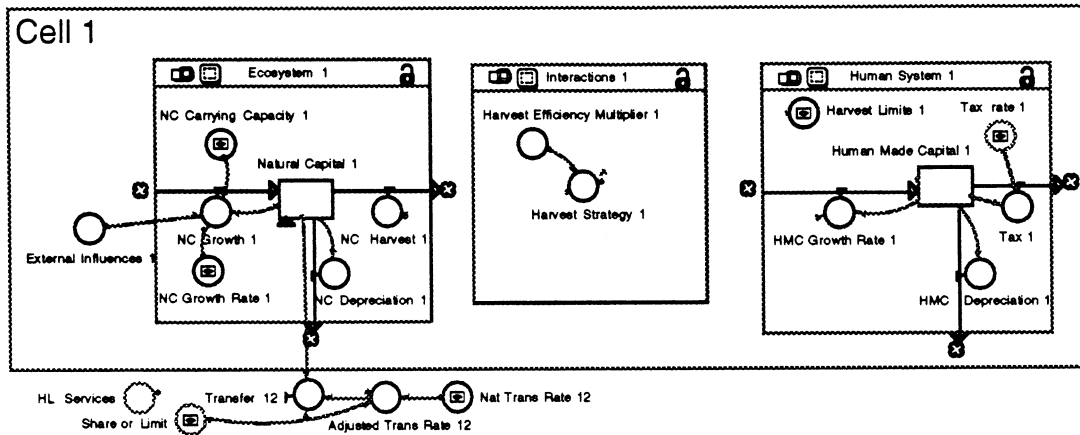 Cell 1
Ecosystem 1
NC Carrying Capacity 1
Natural Capital 1
External Influences 1
NC Growth 1
NC Harvest 1
NC Growth Rate 1
NC Depreciation 1
Interactions 1
Harvest Efficiency Multiplier 1
Harvest Strategy 1
Human System 1
Harvest Limite 1
Tax rate 1
Human Made Capital 1
HMC Growth Rate 1
Tax 1
HMC Depreciation 1
HL Services
Transfer 12
Nat Trans Rate 12
Share or Limit
Adjusted Trans Rate 12